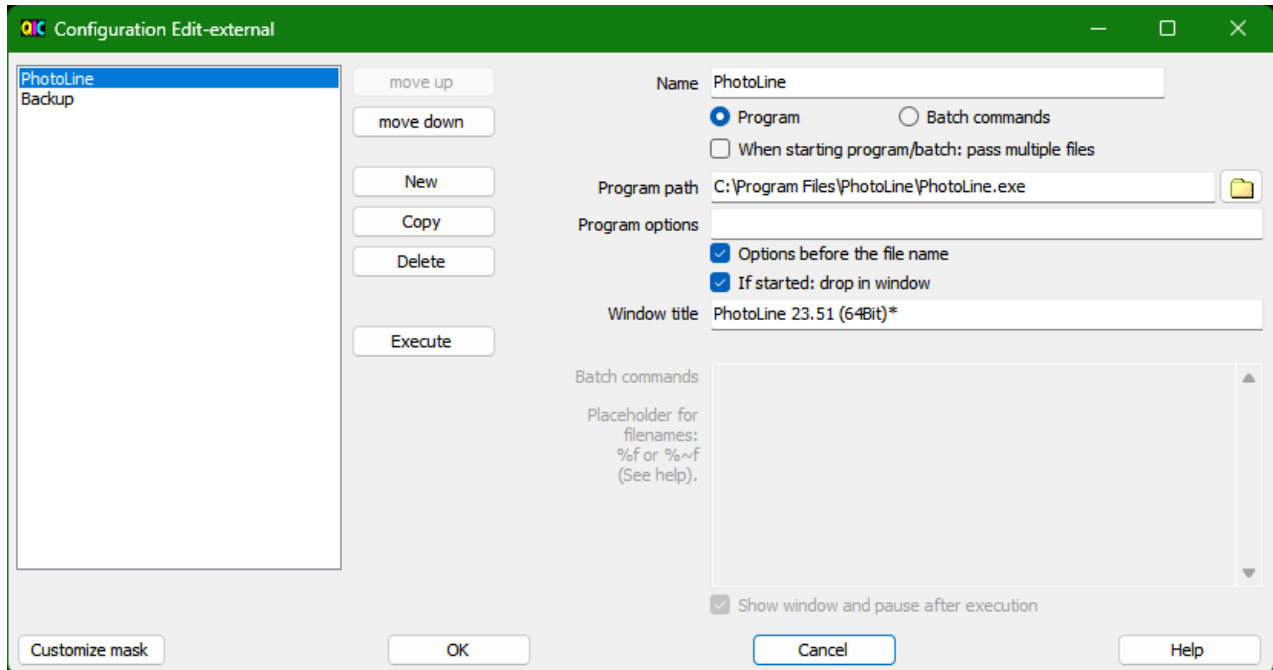 QIC Configuration Edit-external
PhotoLine
Backup
move up
move down
New
Copy
Delete
Execute
Name PhotoLine
Program Batch commands
When starting program/batch: pass multiple files
Program path C:\Program Files\PhotoLine\PhotoLine.exe
Program options
Options before the file name
If started: drop in window
Window title PhotoLine 23.51 (64Bit)*
Batch commands
Placeholder for
filenames:
%f or %~f
(See help).
Show window and pause after execution
Customize mask OK Cancel Help